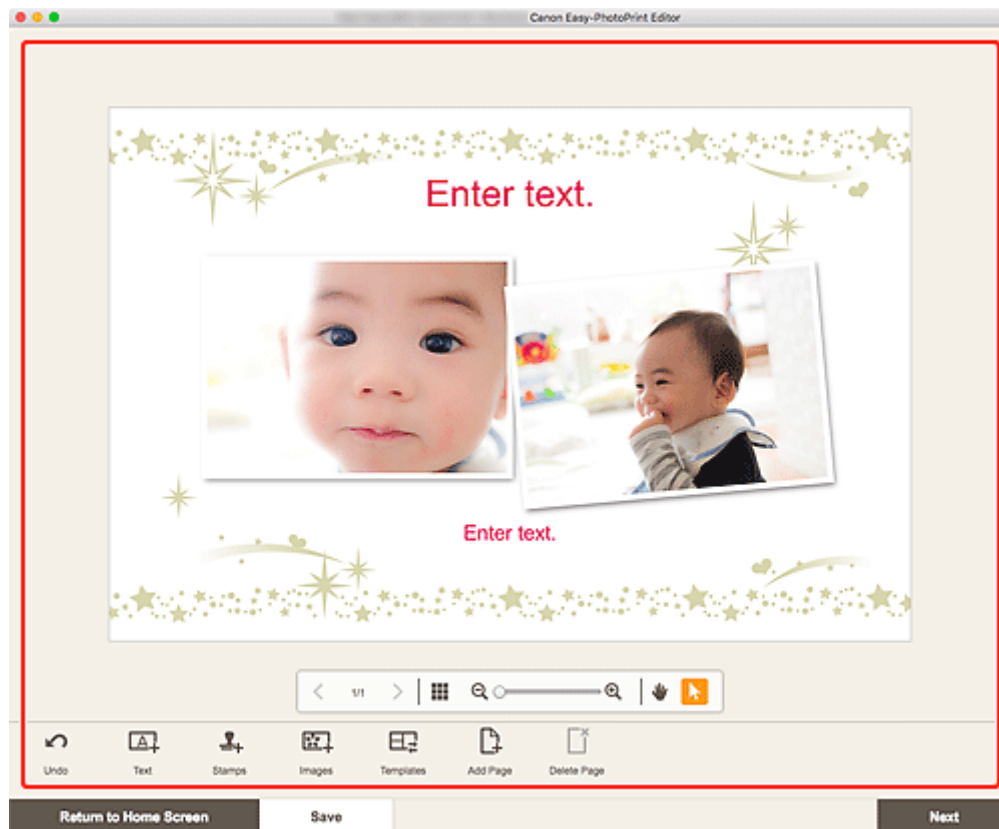 Canon Easy-PhotoPrint Editor
Enter text.
Enter text.
1/1
Undo
Text
Stamps
Images
Templates
Add Page
Delete Page
Return to Home Screen
Save
Next